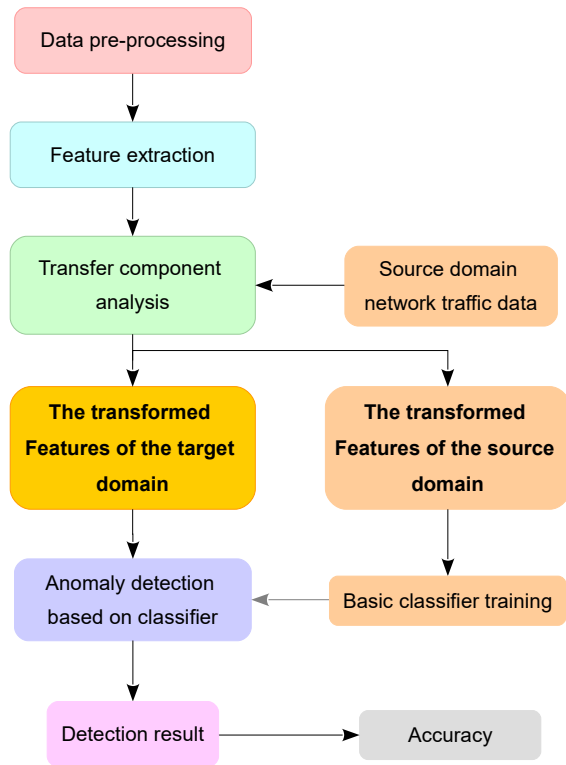 Data pre-processing
Feature extraction
Transfer component
analysis
Source domain
network traffic data
The transformed
Features of the target
domain
The transformed
Features of the source
domain
Anomaly detection
based on classifier
Basic classifier training
Detection result
Accuracy